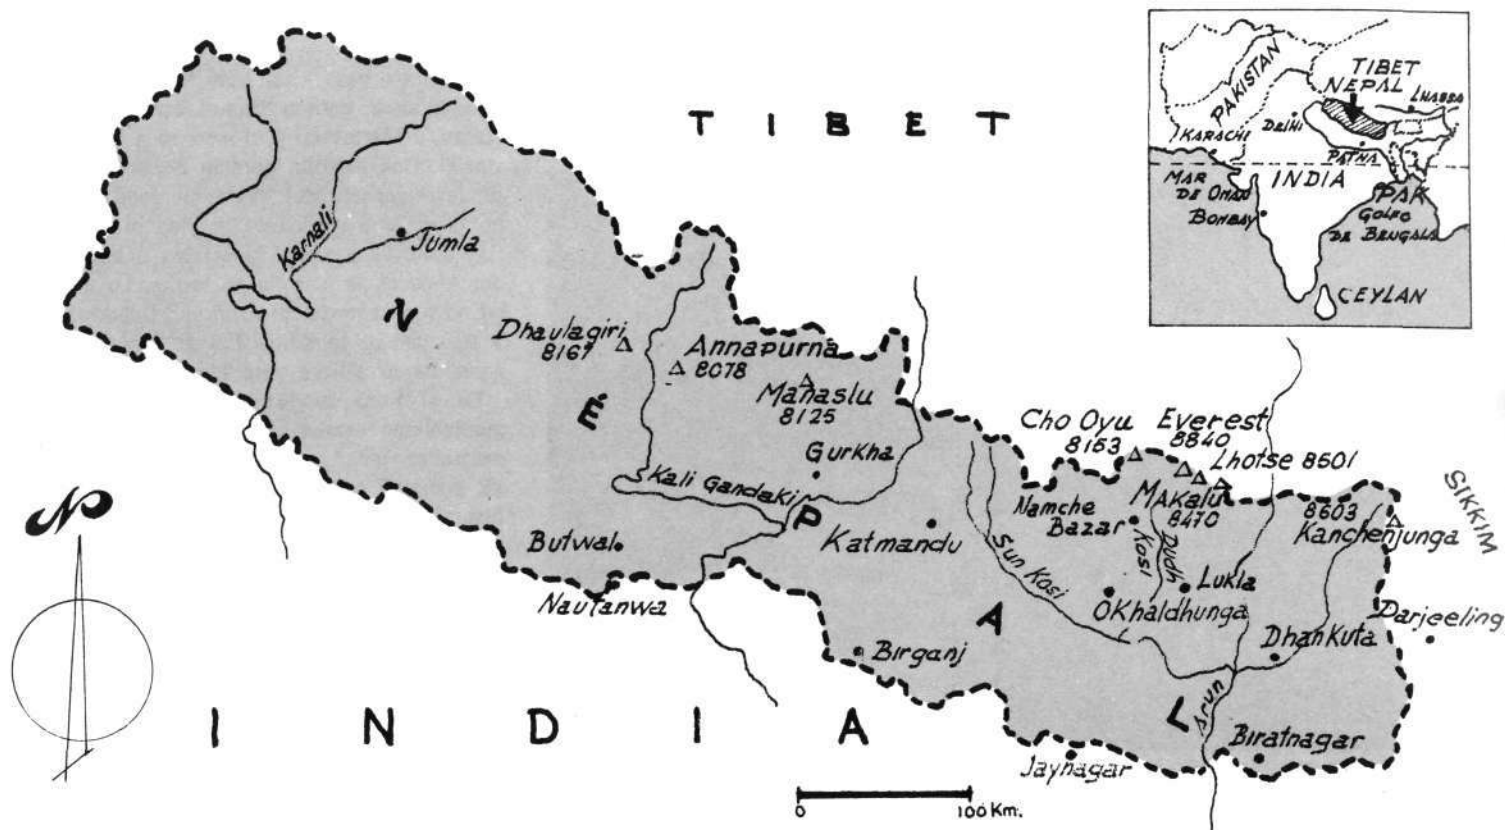 TIBET
Karnali
Jumla
N
Dhaulagiri
8167
Annapurna
8078
Manaslu
8125
E
Gurkha
Kali Gandaki
P
Butwal
Nautanwa
Katmandu
Birganj
Sun Kosi
A
Cho Oyu
8153
Everest
8840
Lhotse 8501
Makalu
8470
Namche
Bazar
Dudh
Kosi
Lukla
Okhaldhunga
8603
Kanchenjunga
SIKKIM
Darjeeling
Dhankuta
Arun
L
Biratnagar
Jaynagar
INDIA
0 100 Km.
N
PAKISTAN
TIBET
NEPAL
LHASSA
DELHI
KARACHI
PATNA
MAR
DE OMAN
INDIA
BOMBAY
PAK
GOLFO
DE BENGALA
CEYLAN